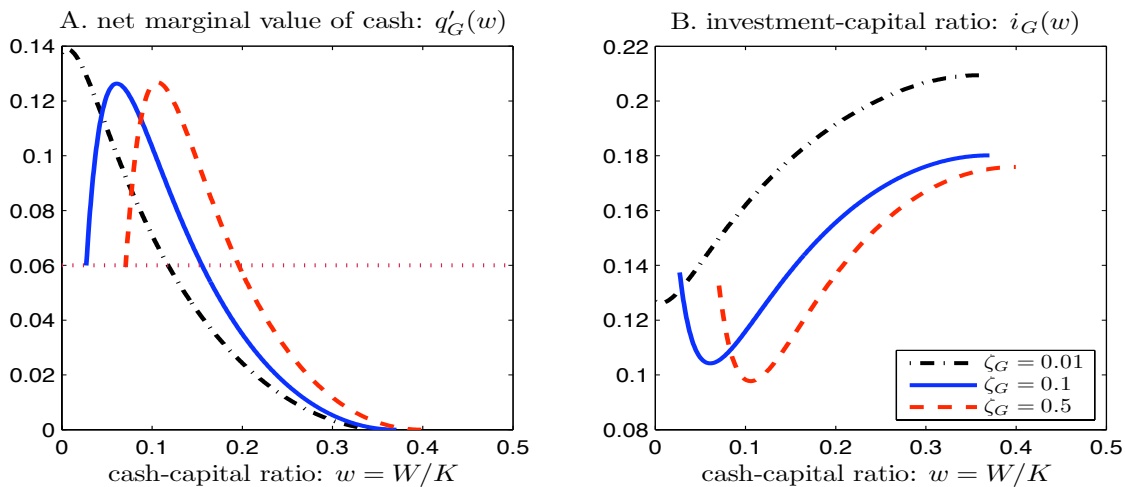 A. net marginal value of cash: q′_G(w)
0.14
0.12
0.1
0.08
0.06
0.04
0.02
0
0 0.1 0.2 0.3 0.4 0.5
cash-capital ratio: w = W/K
B. investment-capital ratio: i_G(w)
0.22
0.2
0.18
0.16
0.14
0.12
0.1
0.08
0 0.1 0.2 0.3 0.4 0.5
cash-capital ratio: w = W/K
ζ_G = 0.01
ζ_G = 0.1
ζ_G = 0.5